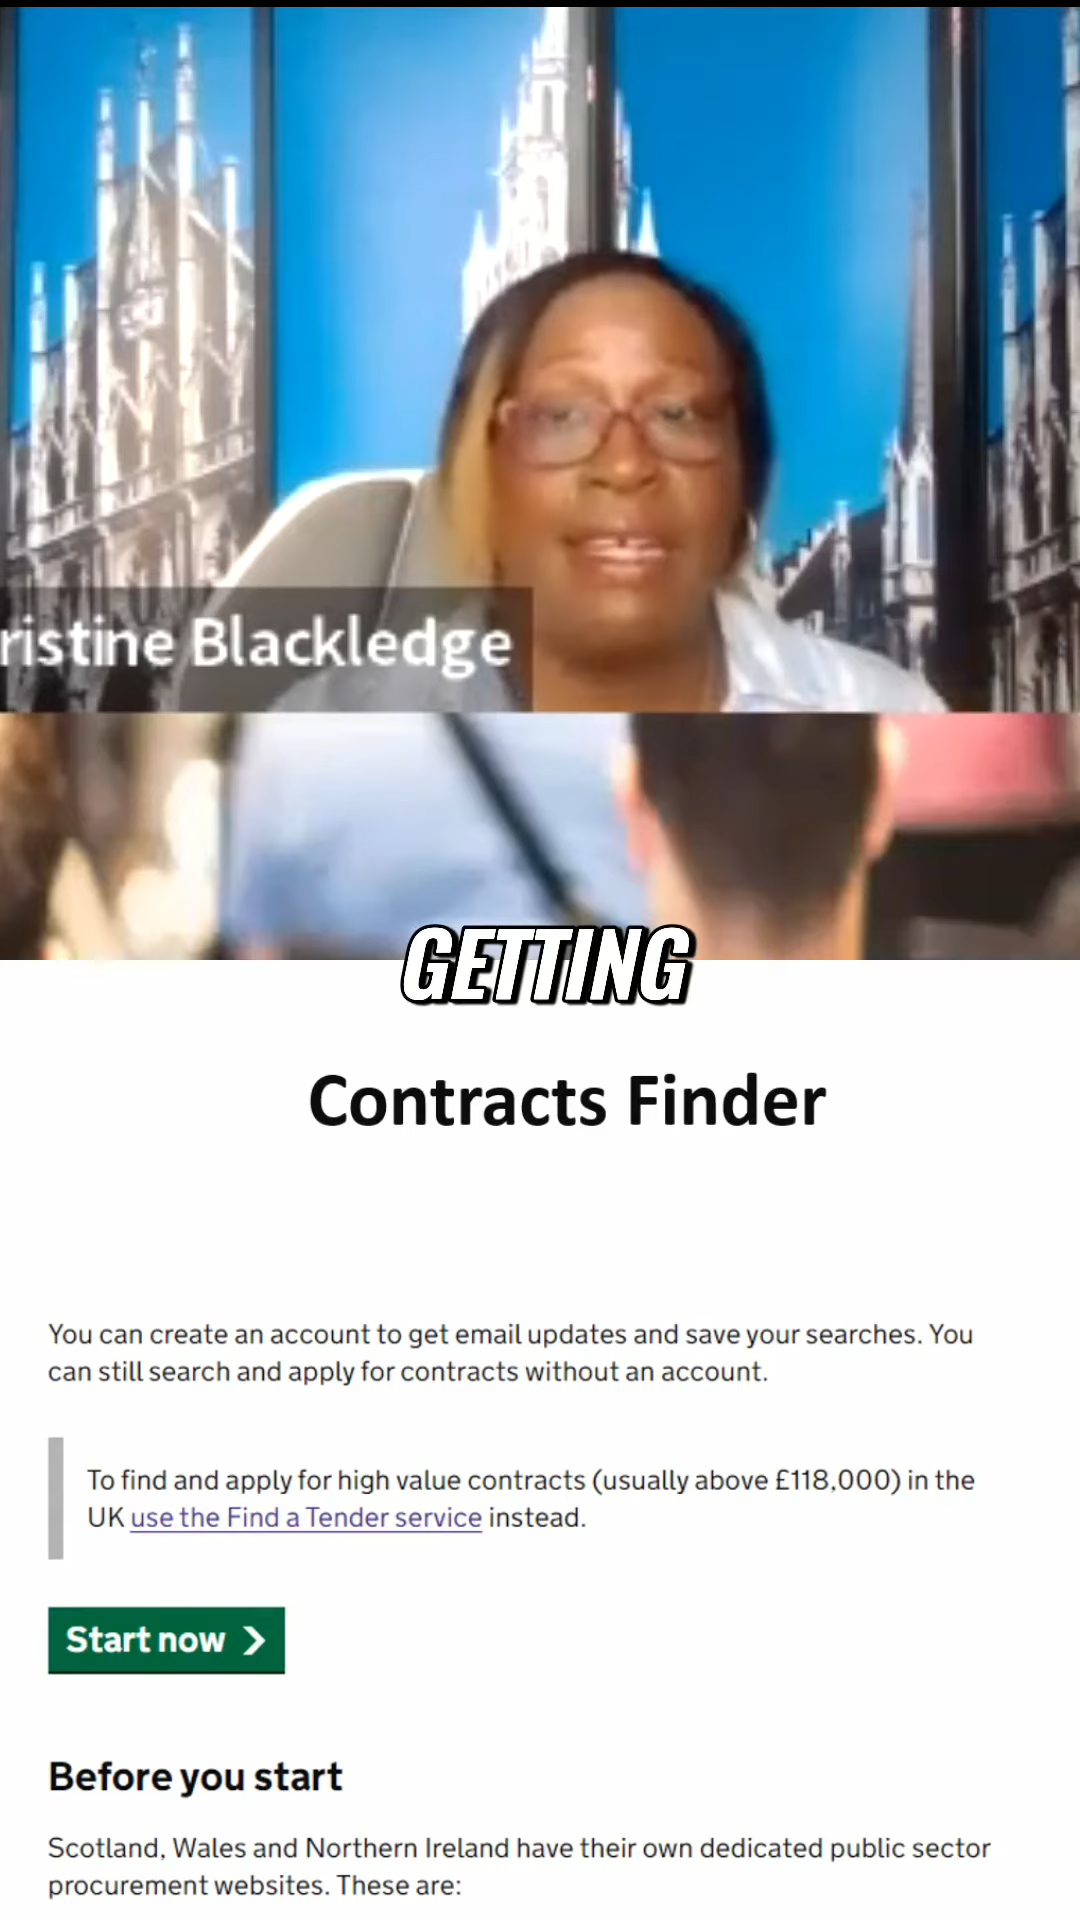 ristine Blackledge
GETTING
Contracts Finder
You can create an account to get email updates and save your searches. You
can still search and apply for contracts without an account.
To find and apply for high value contracts (usually above £118,000) in the
UK use the Find a Tender service instead.
Start now
Before you start
Scotland, Wales and Northern Ireland have their own dedicated public sector
procurement websites. These are: